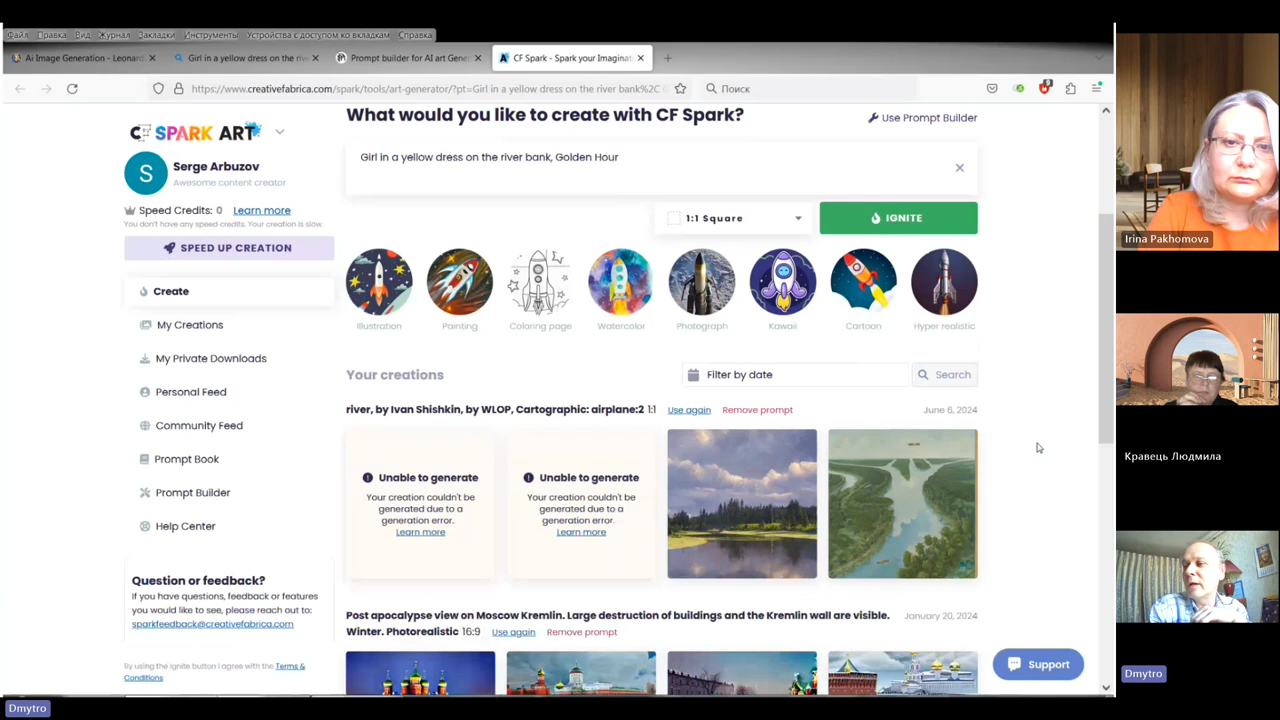 Файл Правка Вид Журнал Закладки Инструменты Устройства с доступом ко вкладкам Справка
Ai Image Generation - Leonard
Girl in a yellow dress on the rive
Prompt builder for AI art Gener
CF Spark - Spark your Imaginat
https://www.creativefabrica.com/spark/tools/art-generator/?pt=Girl in a yellow dress on the river bank%2C G
Поиск
CF SPARK ART
What would you like to create with CF Spark?
Use Prompt Builder
Girl in a yellow dress on the river bank, Golden Hour
S
Serge Arbuzov
Awesome content creator
Speed Credits: 0 Learn more
You don't have any speed credits. Your creation is slow.
SPEED UP CREATION
1:1 Square
IGNITE
Create
My Creations
My Private Downloads
Personal Feed
Community Feed
Prompt Book
Prompt Builder
Help Center
Illustration
Painting
Coloring page
Watercolor
Photograph
Kawaii
Cartoon
Hyper realistic
Your creations
Filter by date
Search
river, by Ivan Shishkin, by WLOP, Cartographic: airplane:2 1:1 Use again Remove prompt
June 6, 2024
Unable to generate
Your creation couldn't be
generated due to a
generation error.
Learn more
Unable to generate
Your creation couldn't be
generated due to a
generation error.
Learn more
Post apocalypse view on Moscow Kremlin. Large destruction of buildings and the Kremlin wall are visible.
Winter. Photorealistic 16:9 Use again Remove prompt
January 20, 2024
Question or feedback?
If you have questions, feedback or features
you would like to see, please reach out to:
sparkfeedback@creativefabrica.com
By using the Ignite button I agree with the Terms &
Conditions
Support
Irina Pakhomova
Кравець Людмила
Dmytro
Dmytro